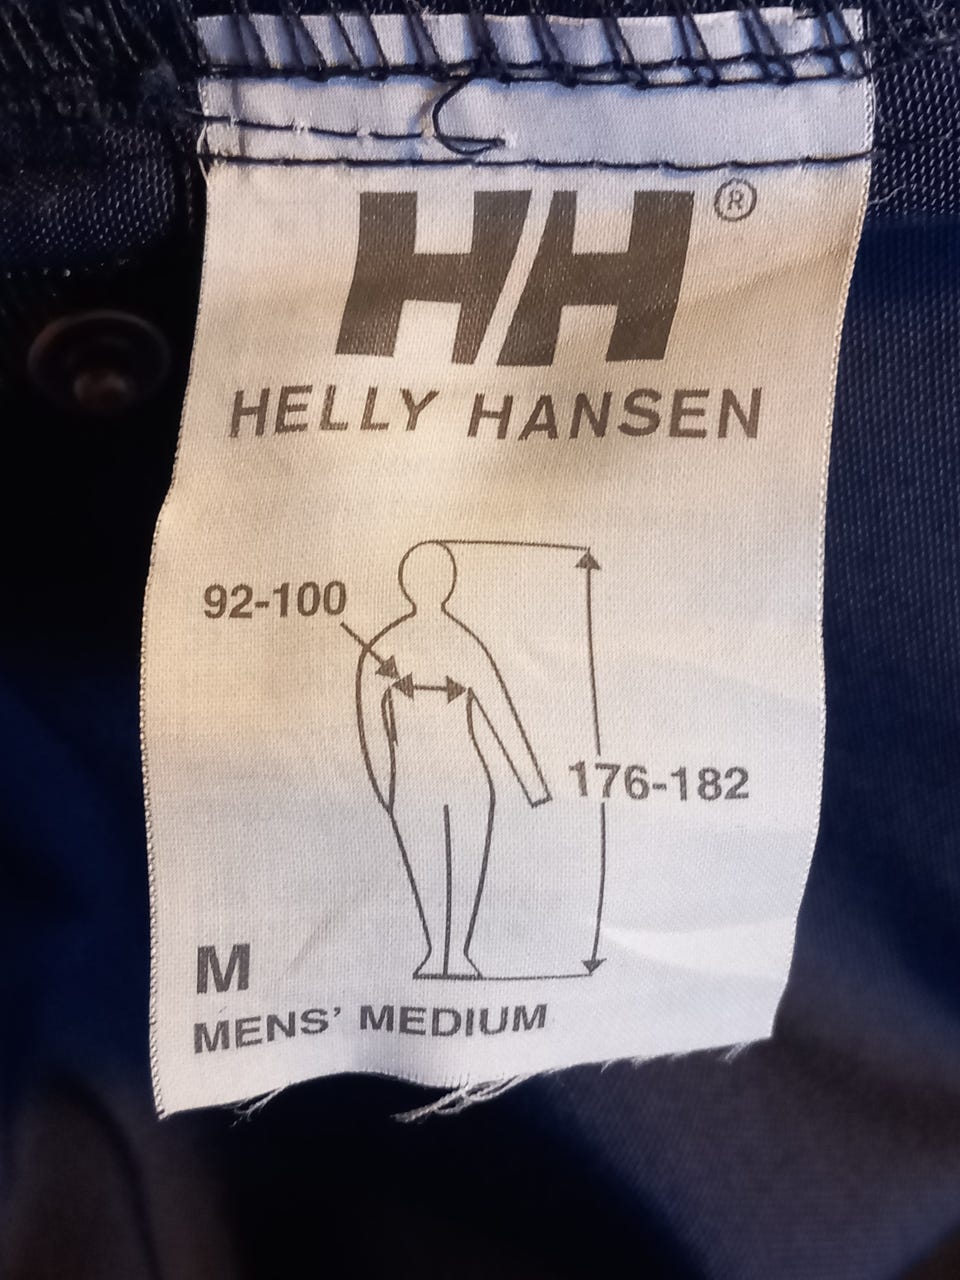 HH®
HELLY HANSEN
92-100
176-182
M
MENS’ MEDIUM